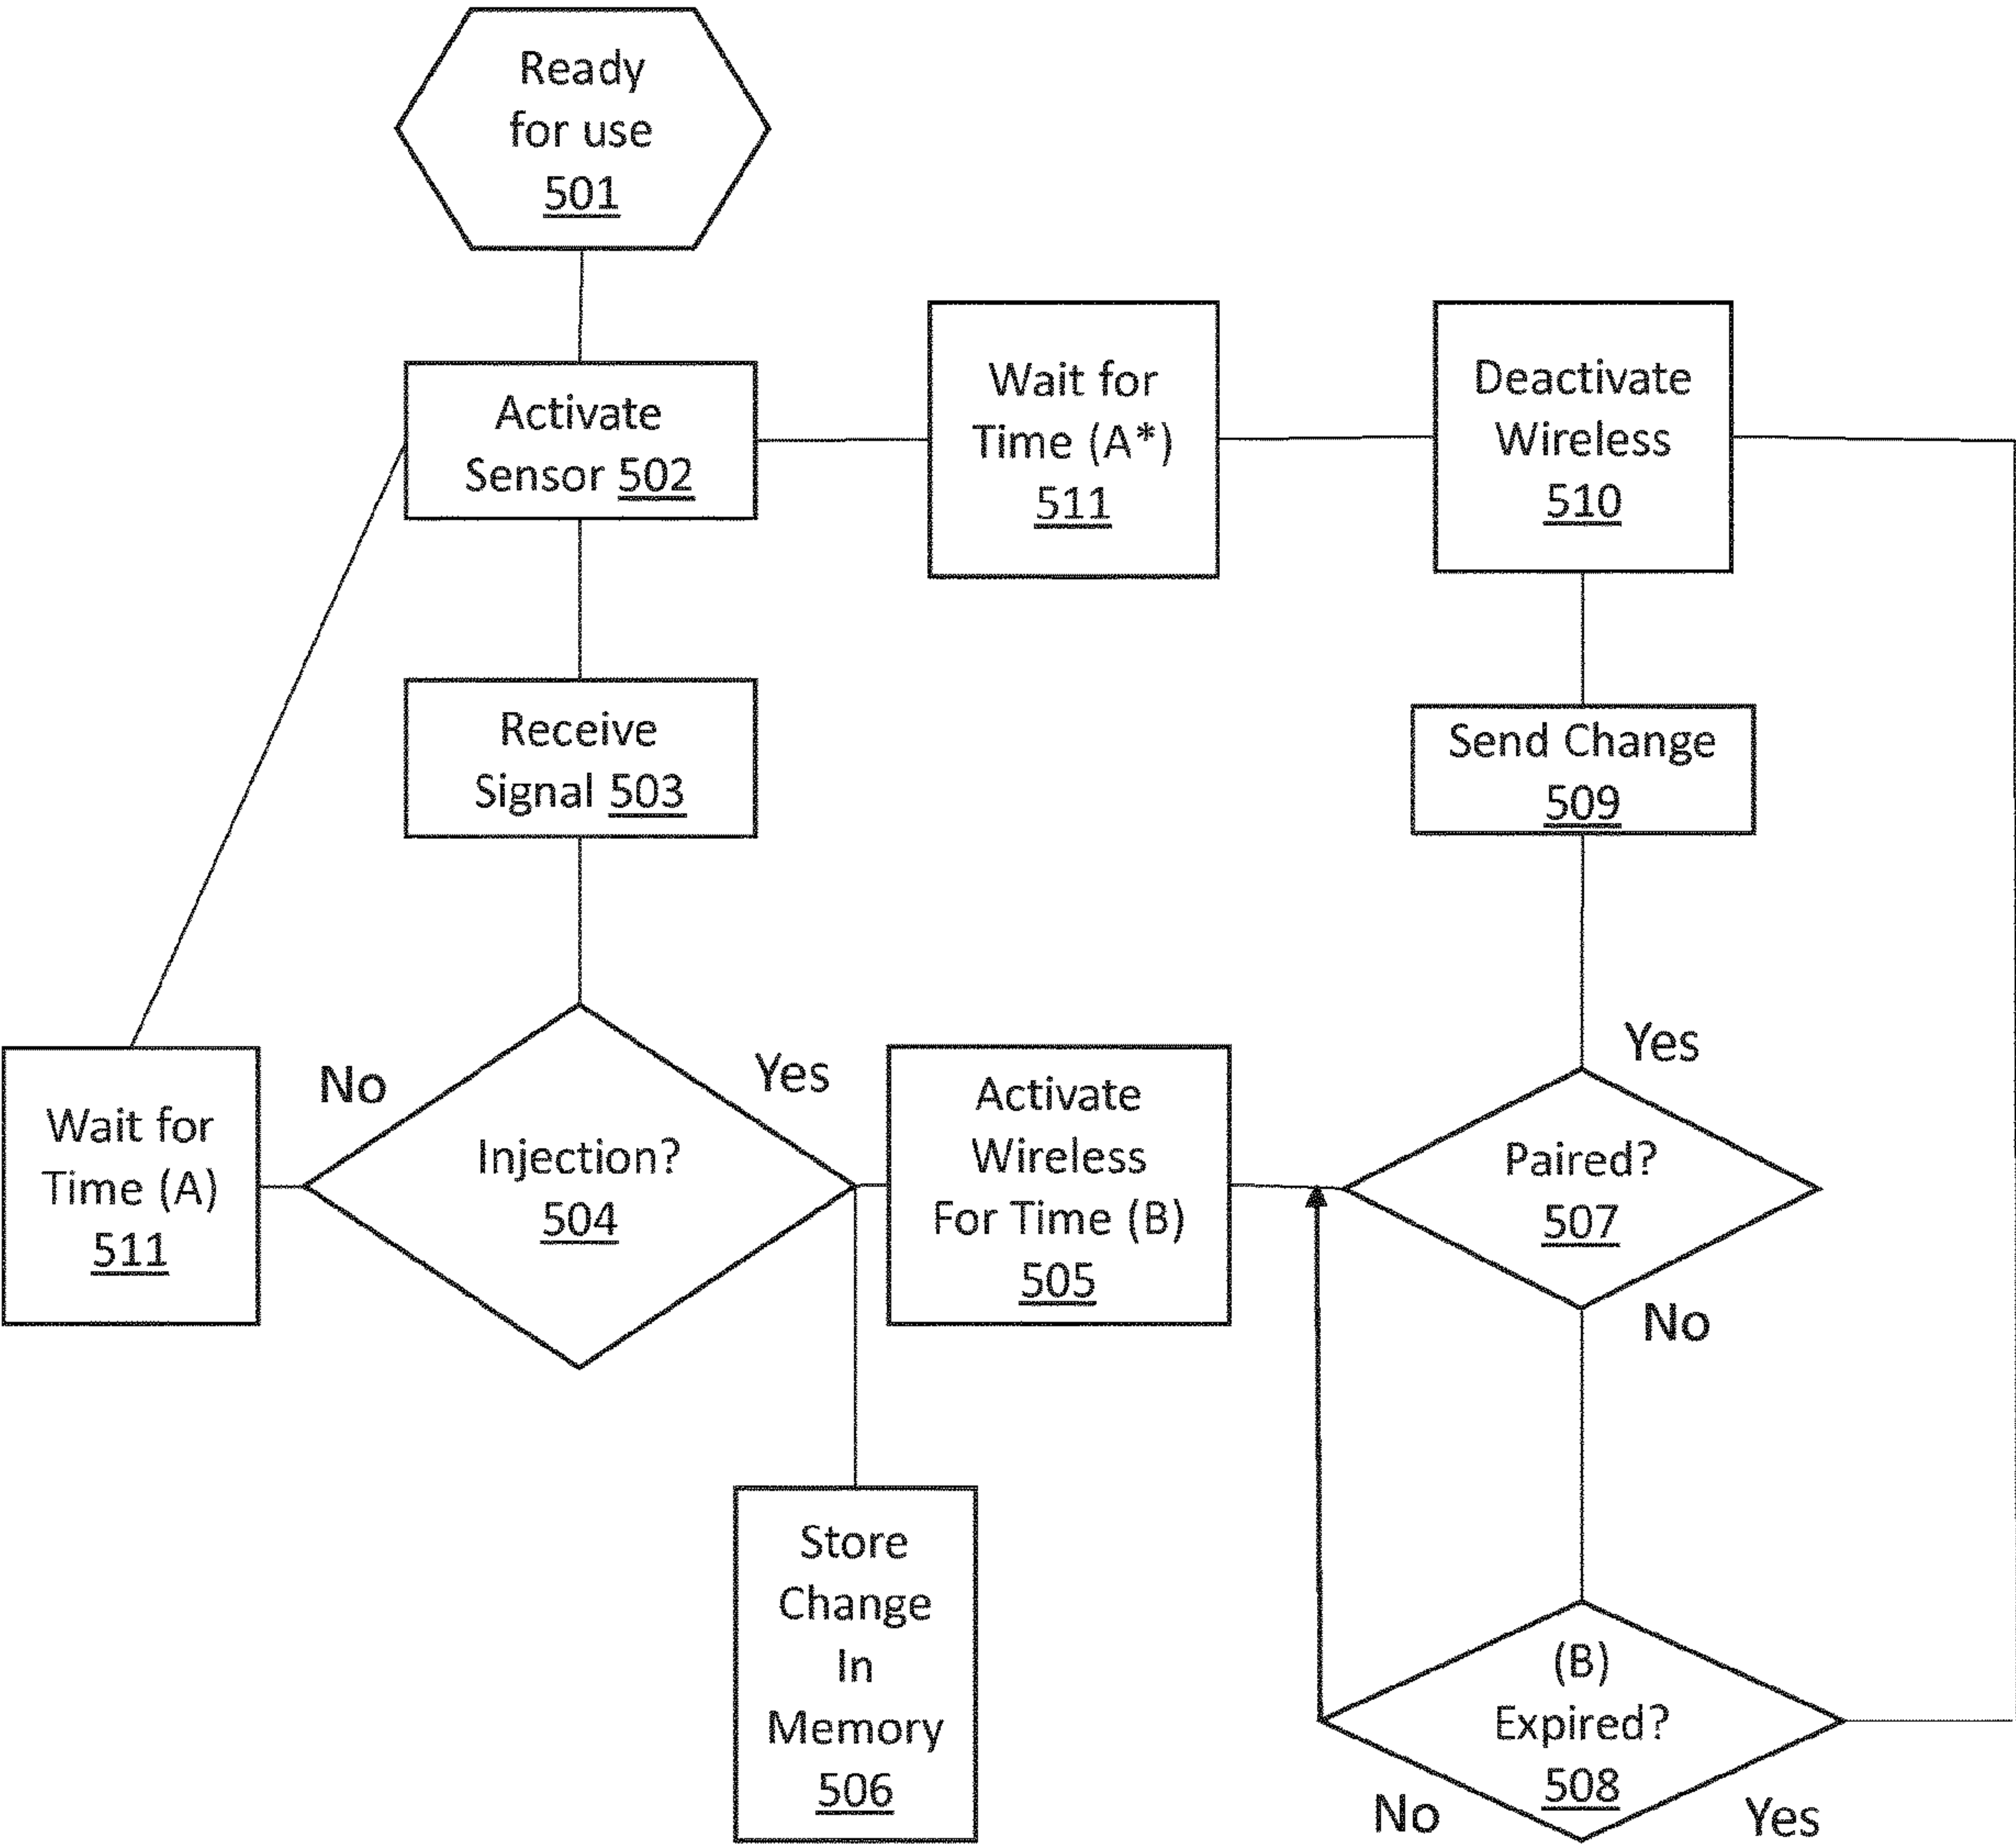 Ready
for use
501
Activate
Sensor 502
Wait for
Time (A*)
511
Deactivate
Wireless
510
Receive
Signal 503
Send Change
509
Wait for
Time (A)
511
No
Injection?
504
Yes
Activate
Wireless
For Time (B)
505
Yes
Paired?
507
No
Store
Change
In
Memory
506
(B)
Expired?
508
No
Yes